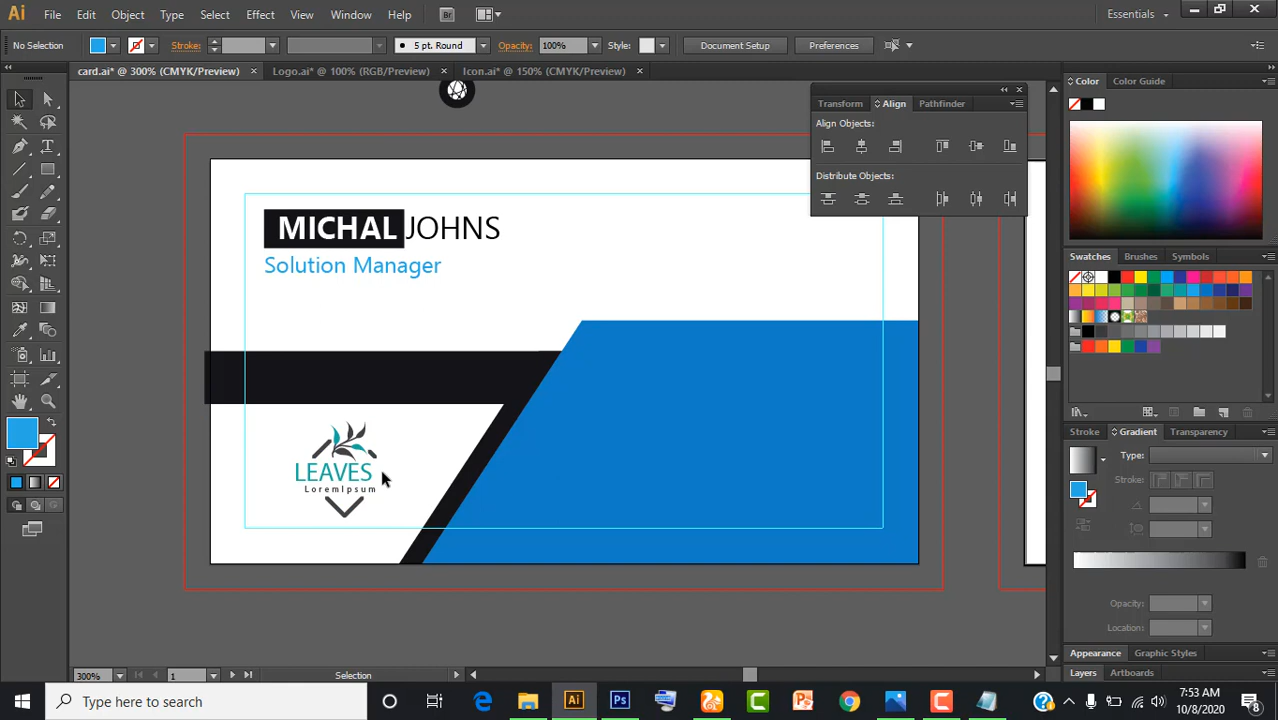 Ai File Edit Object Type Select Effect View Window Help Br Essentials
No Selection Stroke: 5 pt. Round Opacity: 100% Style: Document Setup Preferences
card.ai* @ 300% (CMYK/Preview) Logo.ai* @ 100% (RGB/Preview) Icon.ai* @ 150% (CMYK/Preview)
Transform Align Pathfinder
Align Objects:
Distribute Objects:
Color Color Guide
MICHAL JOHNS
Solution Manager
LEAVES
LoremIpsum
Swatches Brushes Symbols
Stroke Gradient Transparency
Type:
Stroke:
Opacity:
Location:
Appearance Graphic Styles
Layers Artboards
300% 1 Selection
Type here to search
Ai Ps
7:53 AM
10/8/2020
8